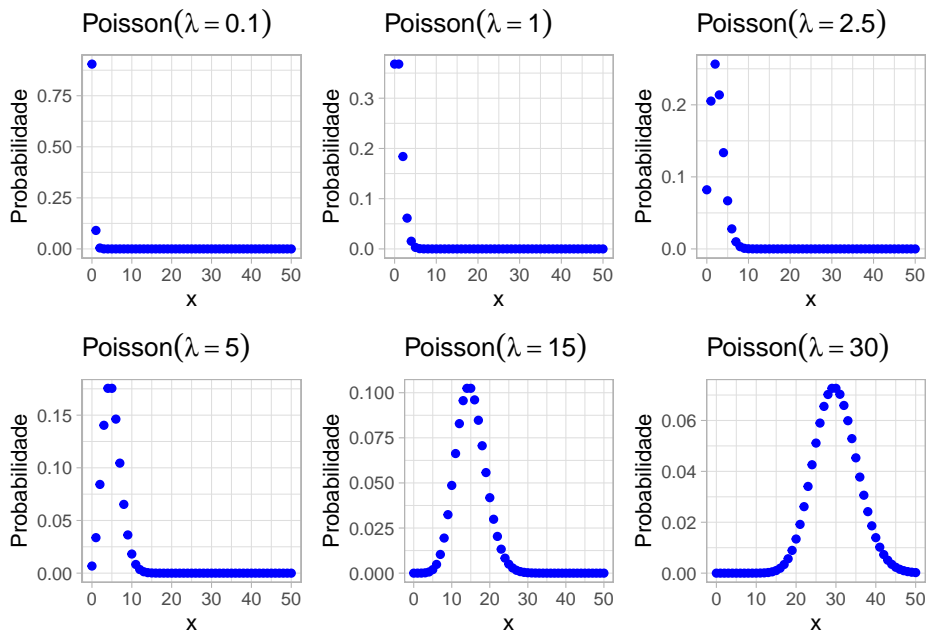 Poisson(λ = 0.1)
Probabilidade
0.75
0.50
0.25
0.00
0 10 20 30 40 50
x
Poisson(λ = 1)
Probabilidade
0.3
0.2
0.1
0.0
0 10 20 30 40 50
x
Poisson(λ = 2.5)
Probabilidade
0.2
0.1
0.0
0 10 20 30 40 50
x
Poisson(λ = 5)
Probabilidade
0.15
0.10
0.05
0.00
0 10 20 30 40 50
x
Poisson(λ = 15)
Probabilidade
0.100
0.075
0.050
0.025
0.000
0 10 20 30 40 50
x
Poisson(λ = 30)
Probabilidade
0.06
0.04
0.02
0.00
0 10 20 30 40 50
x